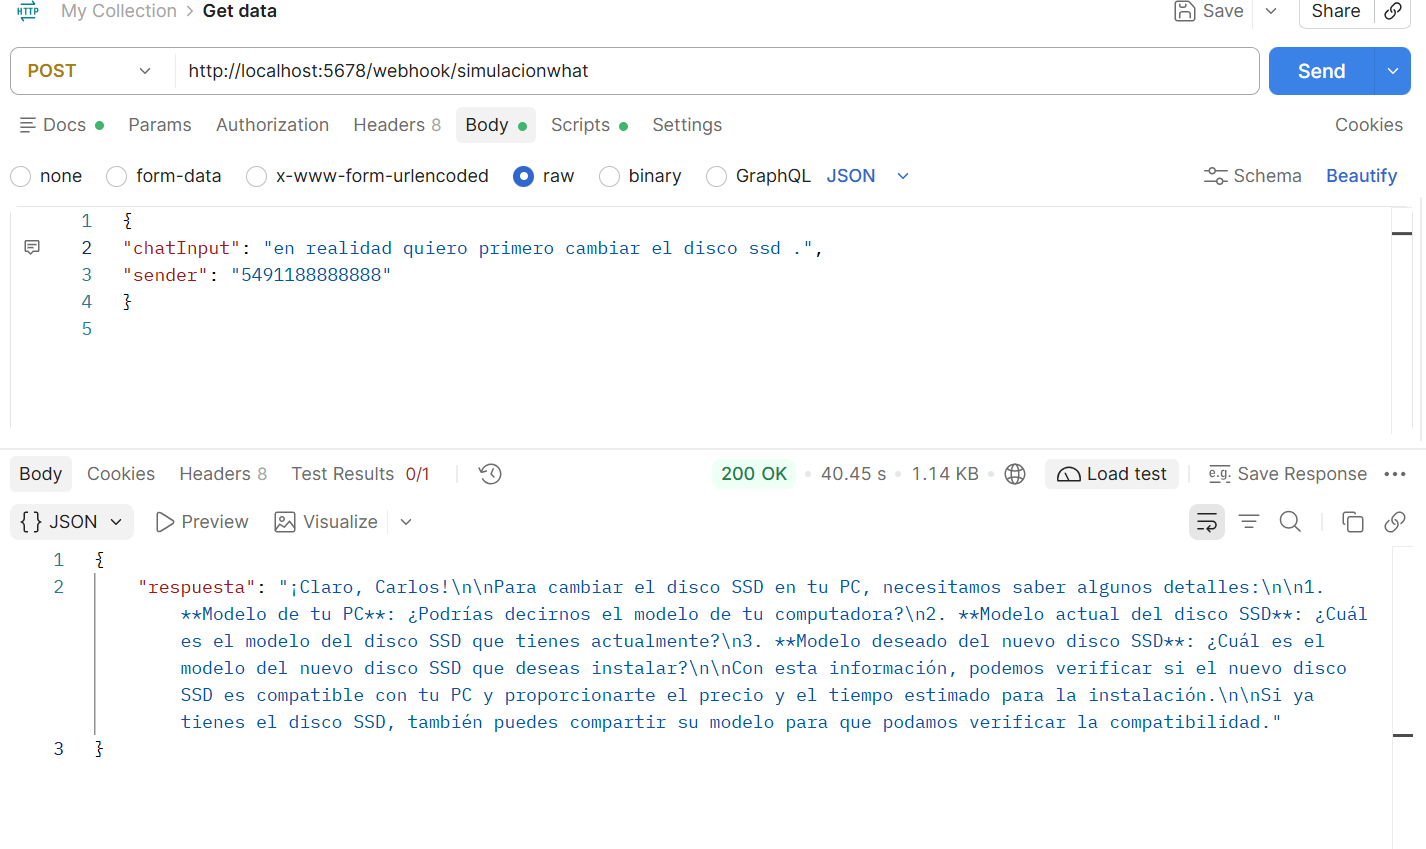 HTTP My Collection > Get data Save Share
POST http://localhost:5678/webhook/simulacionwhat Send
Docs Params Authorization Headers 8 Body Scripts Settings Cookies
none form-data x-www-form-urlencoded raw binary GraphQL JSON Schema Beautify
1 {
2 "chatInput": "en realidad quiero primero cambiar el disco ssd .",
3 "sender": "5491188888888"
4 }
5
Body Cookies Headers 8 Test Results 0/1 200 OK • 40.45 s • 1.14 KB • Load test e.g. Save Response
{} JSON Preview Visualize
1 {
2 "respuesta": "¡Claro, Carlos!\n\nPara cambiar el disco SSD en tu PC, necesitamos saber algunos detalles:\n\n1.
**Modelo de tu PC**: ¿Podrías decirnos el modelo de tu computadora?\n2. **Modelo actual del disco SSD**: ¿Cuál
es el modelo del disco SSD que tienes actualmente?\n3. **Modelo deseado del nuevo disco SSD**: ¿Cuál es el
modelo del nuevo disco SSD que deseas instalar?\n\nCon esta información, podemos verificar si el nuevo disco
SSD es compatible con tu PC y proporcionarte el precio y el tiempo estimado para la instalación.\n\nSi ya
tienes el disco SSD, también puedes compartir su modelo para que podamos verificar la compatibilidad."
3 }